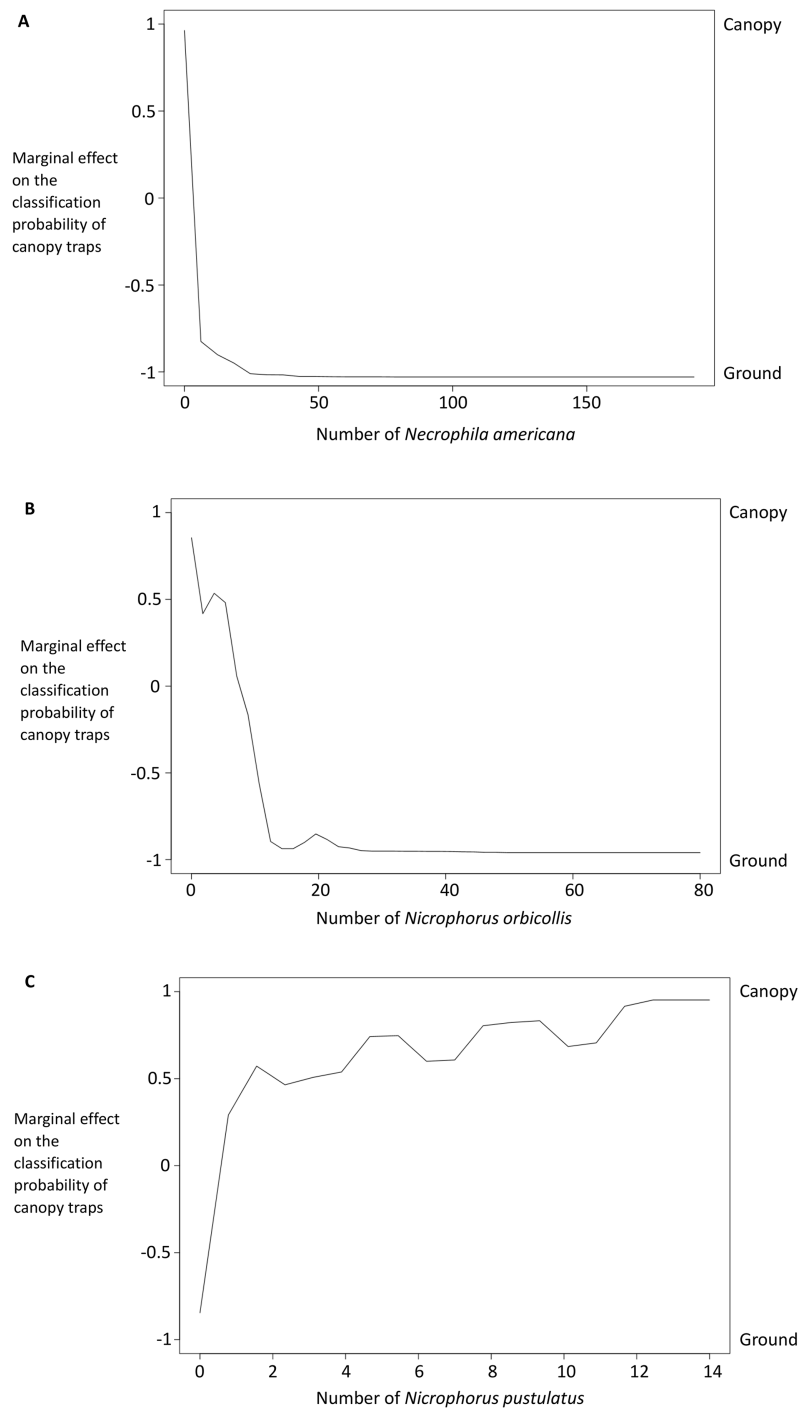 A
1
0.5
0
-0.5
-1
Canopy
Ground
Marginal effect
on the
classification
probability of
canopy traps
0 50 100 150
Number of Necrophila americana
B
1
0.5
0
-0.5
-1
Canopy
Ground
Marginal effect
on the
classification
probability of
canopy traps
0 20 40 60 80
Number of Nicrophorus orbicollis
C
1
0.5
0
-0.5
-1
Canopy
Ground
Marginal effect
on the
classification
probability of
canopy traps
0 2 4 6 8 10 12 14
Number of Nicrophorus pustulatus